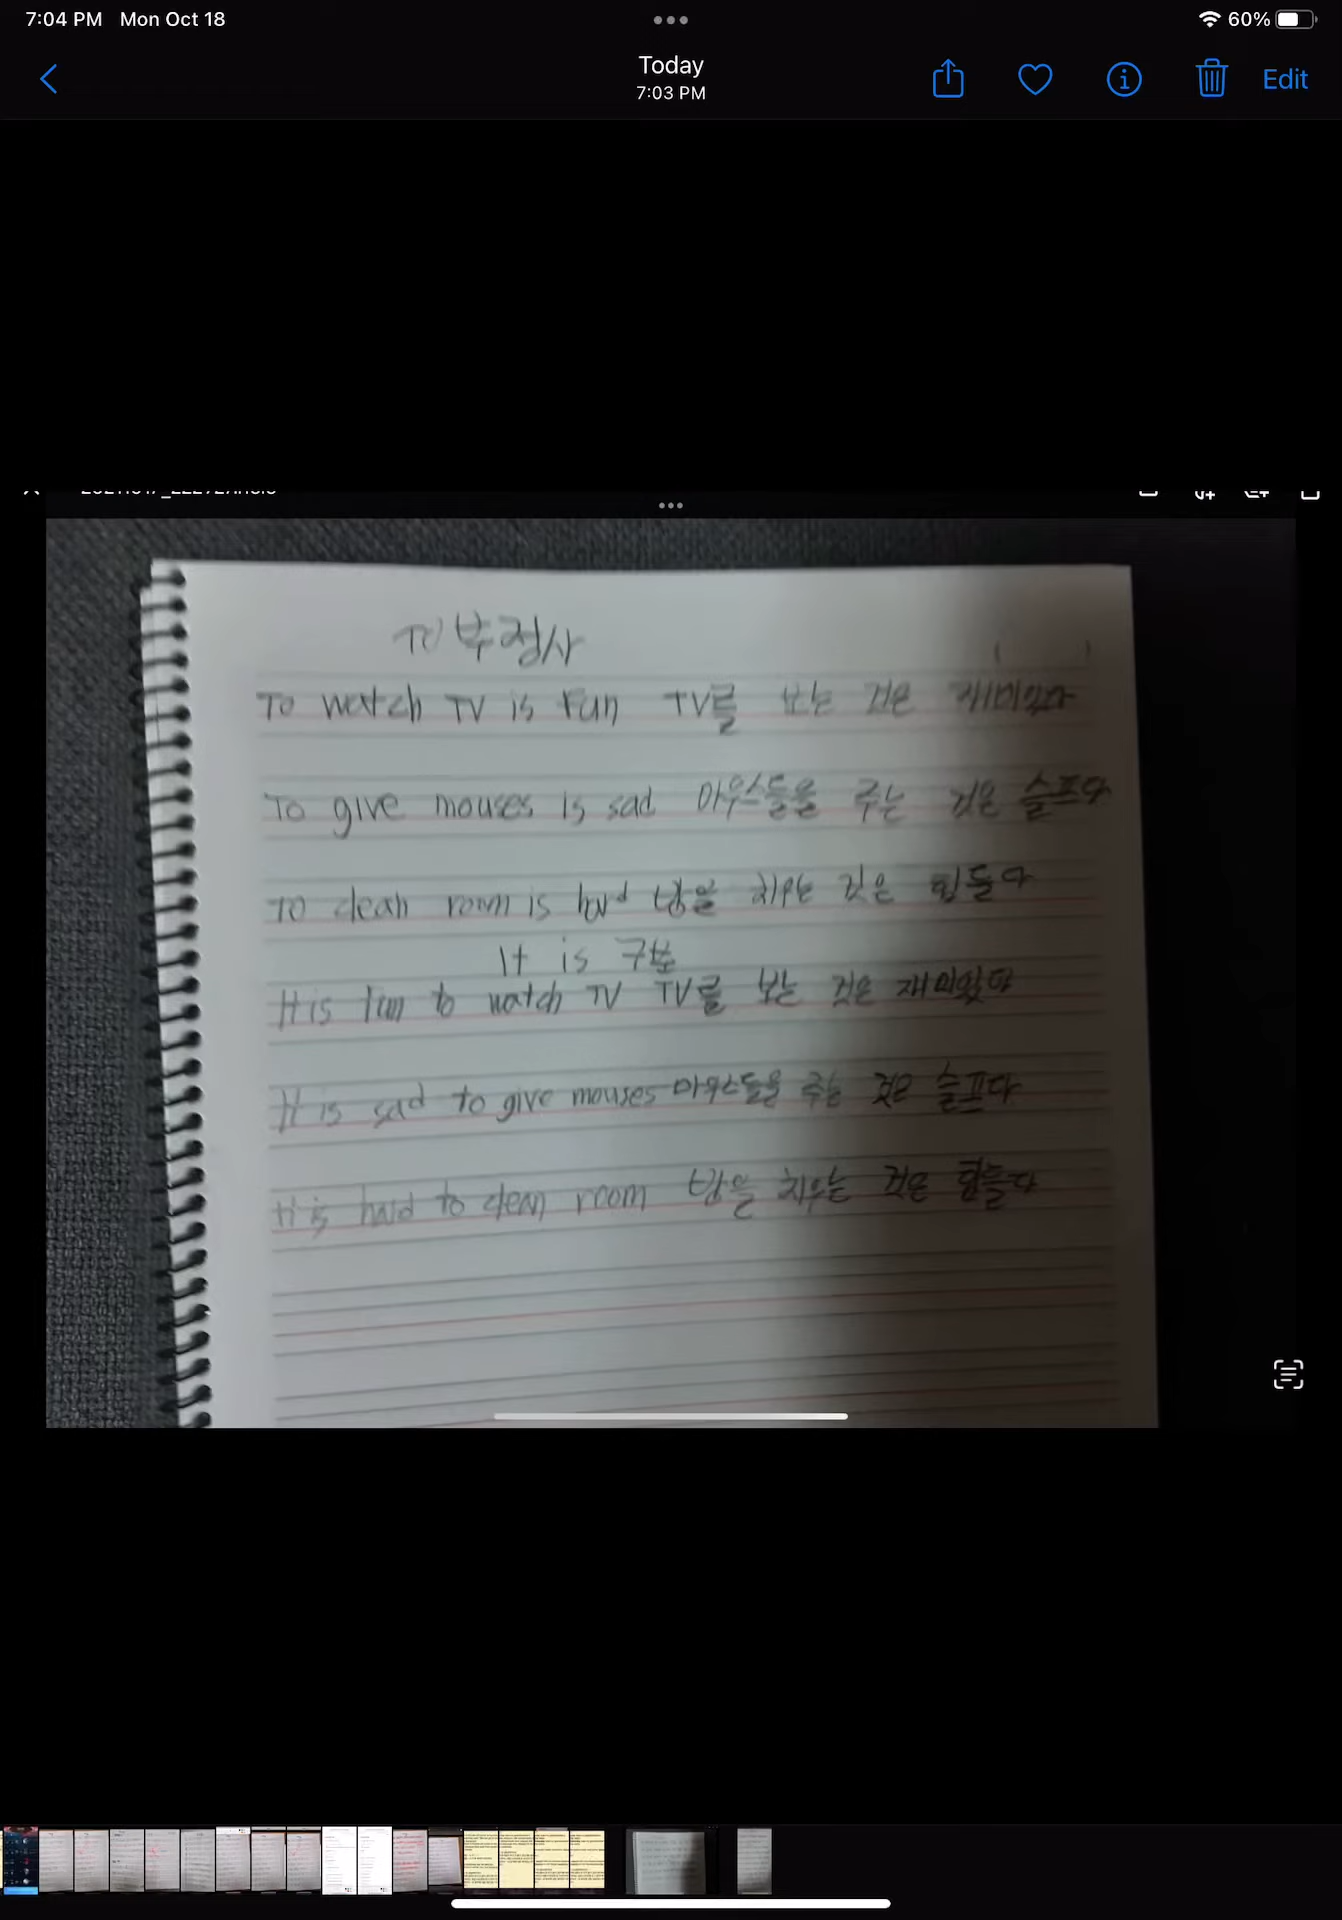 7:04 PM Mon Oct 18
60%
Today
7:03 PM
Edit
To 부정사
To watch TV is fun TV를 보는 것은 재미있다
To give mouses is sad 마우스들을 주는 것은 슬프다
To clean room is hard 방을 치우는 것은 힘들다
It is 구문
It is fun to watch TV TV를 보는 것은 재미있다
It is sad to give mouses 마우스들을 주는 것은 슬프다
It is hard to clean room 방을 치우는 것은 힘들다